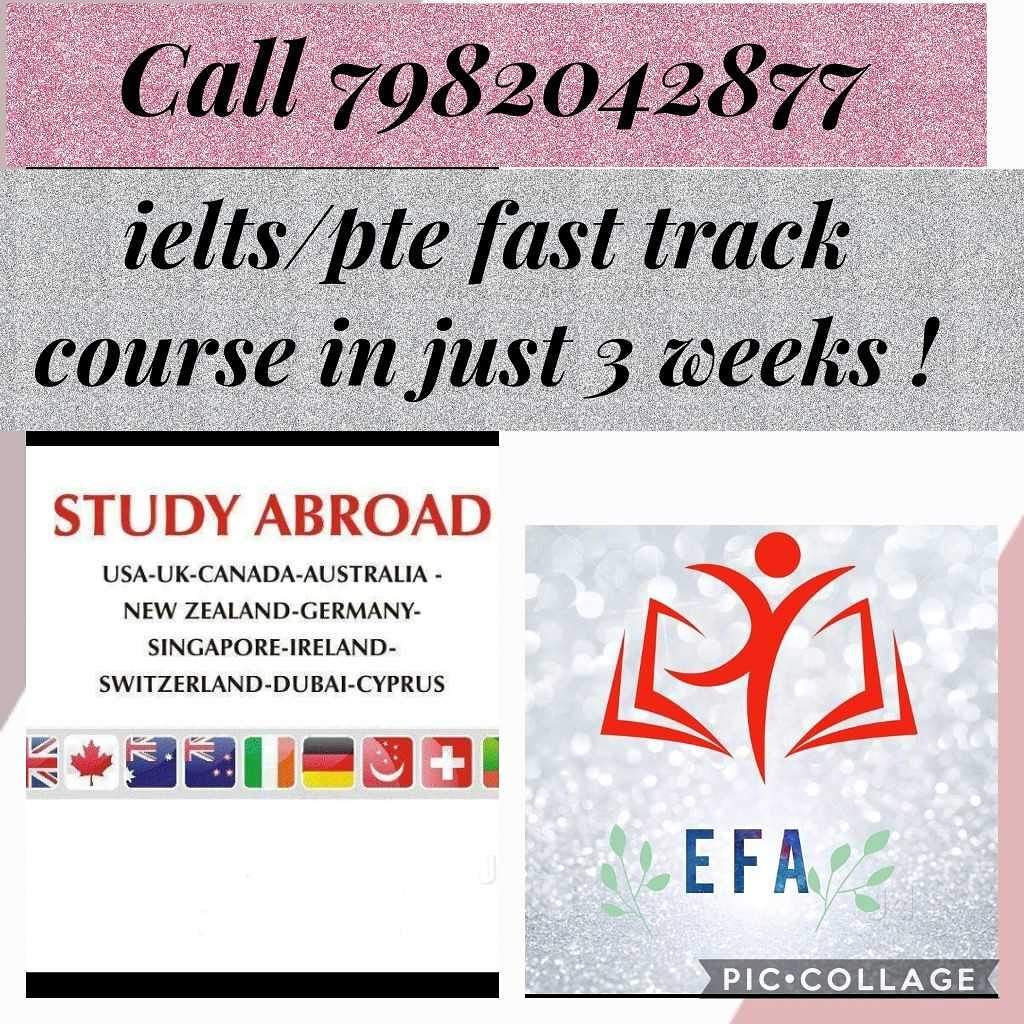 Call 7982042877
ielts/pte fast track
course in just 3 weeks !
STUDY ABROAD
USA-UK-CANADA-AUSTRALIA -
NEW ZEALAND-GERMANY-
SINGAPORE-IRELAND-
SWITZERLAND-DUBAI-CYPRUS
EFA
PIC•COLLAGE